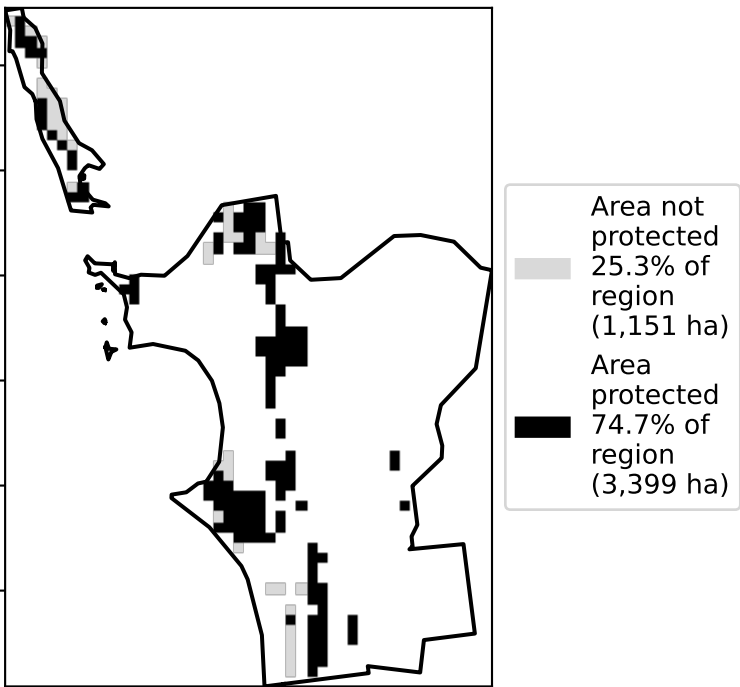 Area not
protected
25.3% of
region
(1,151 ha)
Area
protected
74.7% of
region
(3,399 ha)